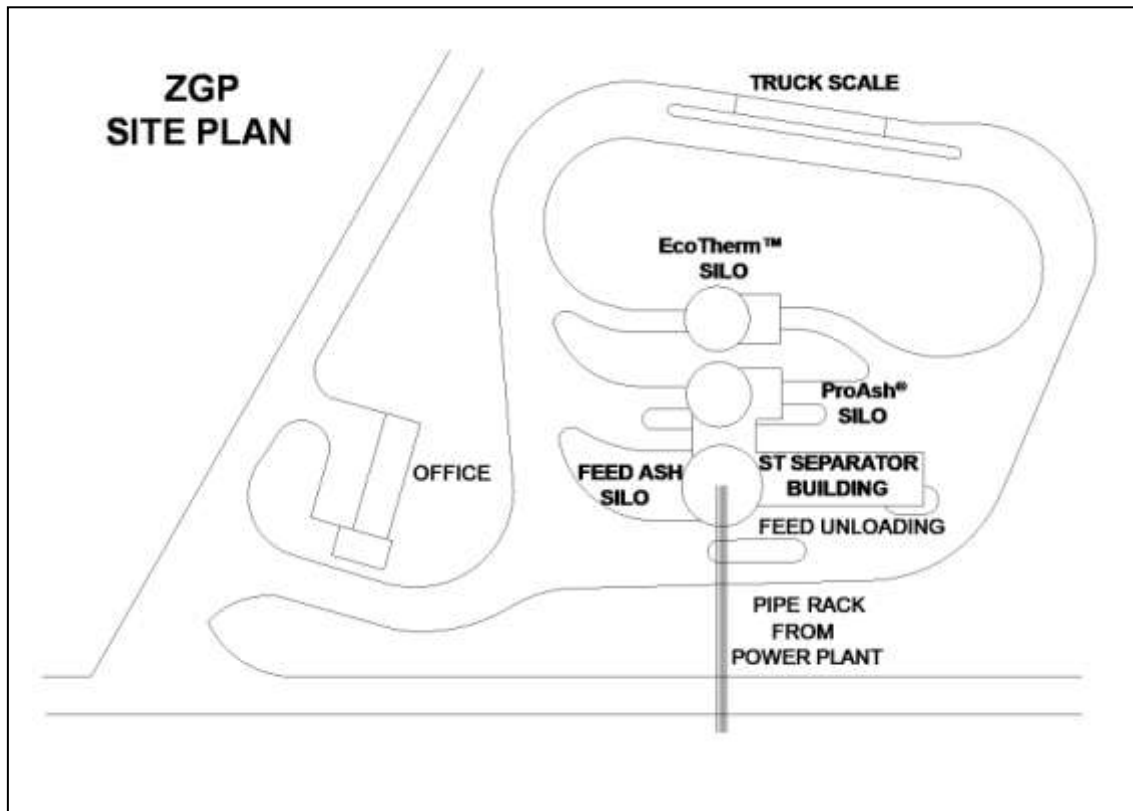 ZGP
SITE PLAN
TRUCK SCALE
EcoTherm™
SILO
ProAsh®
SILO
OFFICE
FEED ASH
SILO
ST SEPARATOR
BUILDING
FEED UNLOADING
PIPE RACK
FROM
POWER PLANT